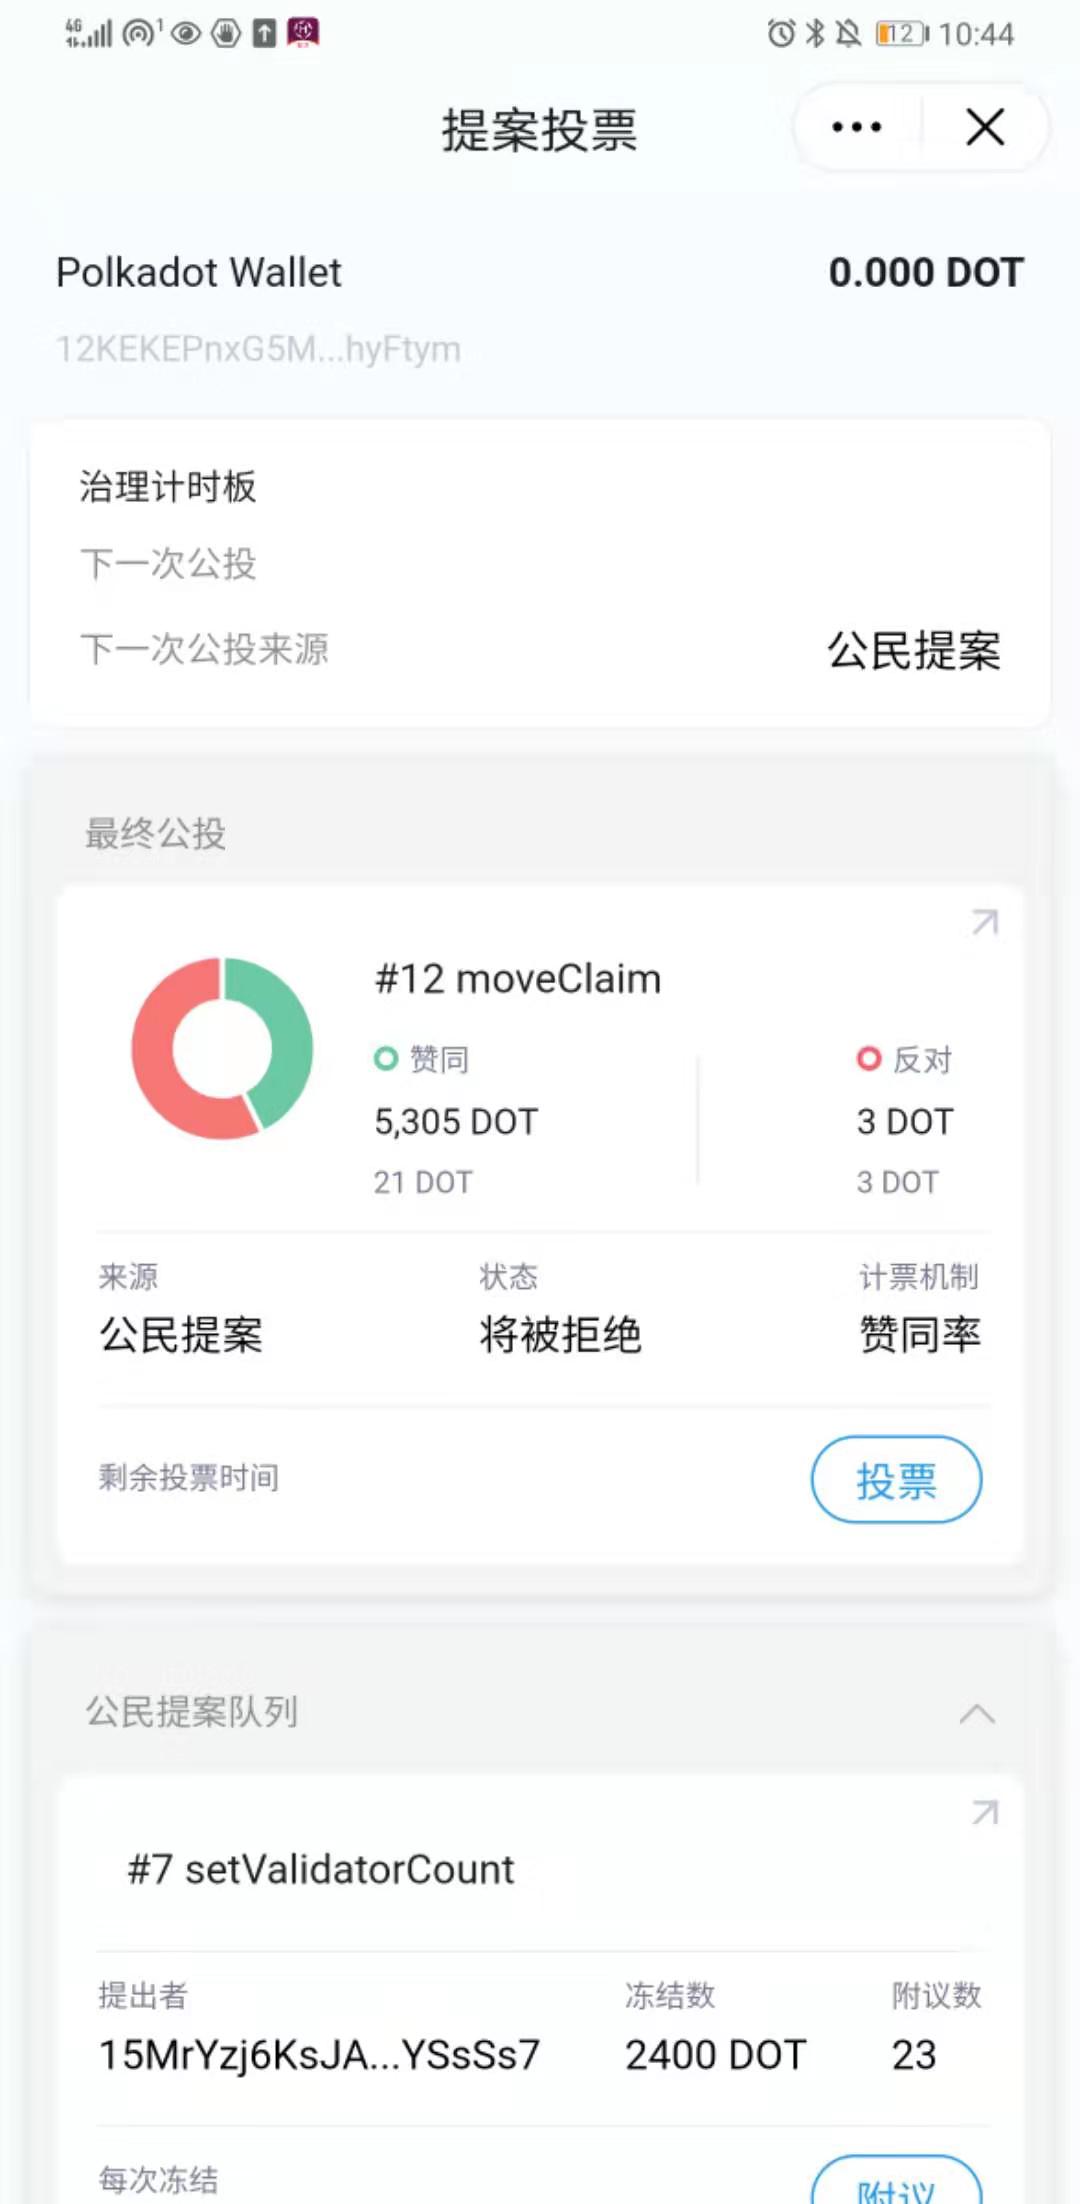 4G 1 12 10:44
提案投票
Polkadot Wallet 0.000 DOT
12KEKEPnxG5M...hyFtym
治理计时板
下一次公投
下一次公投来源 公民提案
最终公投
#12 moveClaim
赞同 反对
5,305 DOT 3 DOT
21 DOT 3 DOT
来源 状态 计票机制
公民提案 将被拒绝 赞同率
剩余投票时间 投票
公民提案队列
#7 setValidatorCount
提出者 冻结数 附议数
15MrYzj6KsJA...YSsSs7 2400 DOT 23
每次冻结 附议